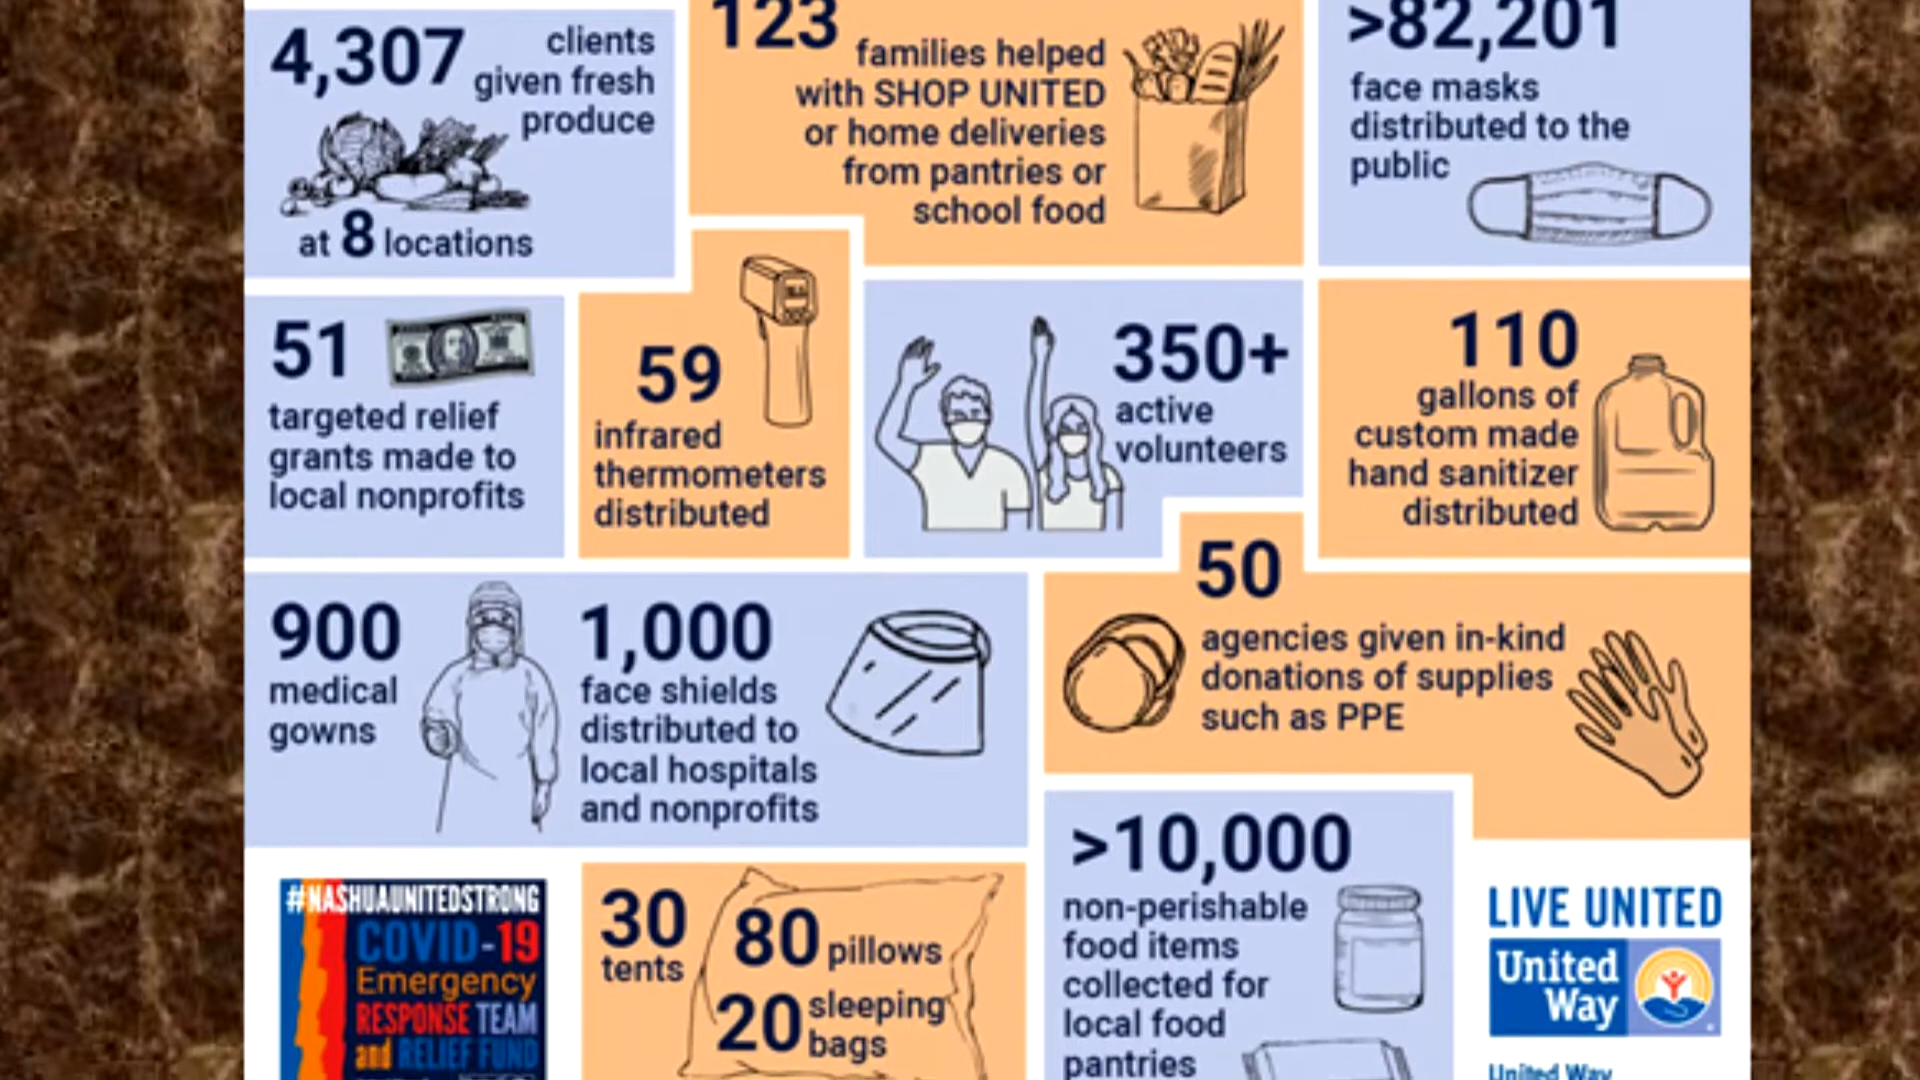 4,307 clients
given fresh
produce
at 8 locations
123
families helped
with SHOP UNITED
or home deliveries
from pantries or
school food
>82,201
face masks
distributed to the
public
51
targeted relief
grants made to
local nonprofits
59
infrared
thermometers
distributed
350+
active
volunteers
110
gallons of
custom made
hand sanitizer
distributed
900
medical
gowns
1,000
face shields
distributed to
local hospitals
and nonprofits
50
agencies given in-kind
donations of supplies
such as PPE
#NASHUAUNITEDSTRONG
COVID-19
Emergency
RESPONSE TEAM
and RELIEF FUND
30
tents
80 pillows
20 sleeping
bags
>10,000
non-perishable
food items
collected for
local food
pantries
LIVE UNITED
United
Way
United Way